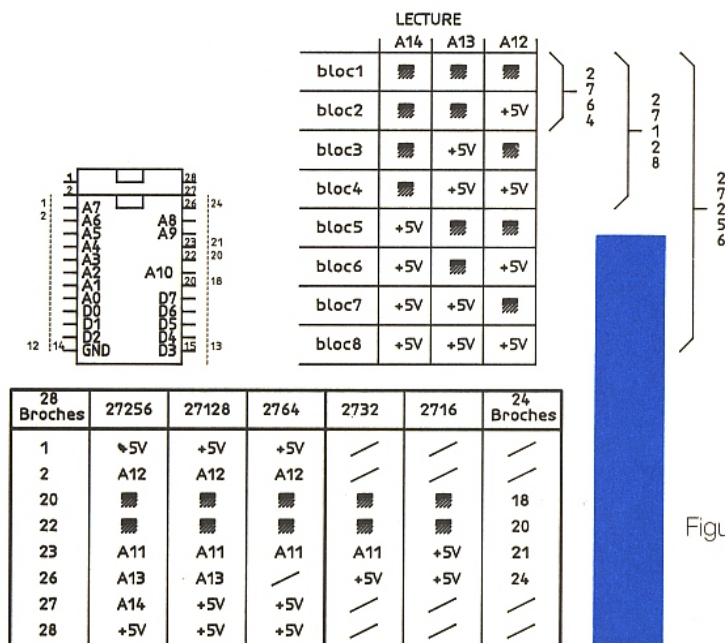 LECTURE
A14 A13 A12
bloc1
bloc2 +5V
bloc3 +5V
bloc4 +5V +5V
bloc5 +5V
bloc6 +5V +5V
bloc7 +5V +5V
bloc8 +5V +5V +5V
2764
27128
27256
1 28
2 27
1 A7 26 24
2 A6 A8
A5 A9
A4 23 21
A3 22 20
A2 A10
A1 20 18
A0 D7
D0 D6
D1 D5
D2 D4
12 14 GND D3 15 13
28 Broches 27256 27128 2764 2732 2716 24 Broches
1 +5V +5V +5V
2 A12 A12 A12
20 18
22 20
23 A11 A11 A11 A11 +5V 21
26 A13 A13 +5V +5V 24
27 A14 +5V +5V
28 +5V +5V +5V
Figu